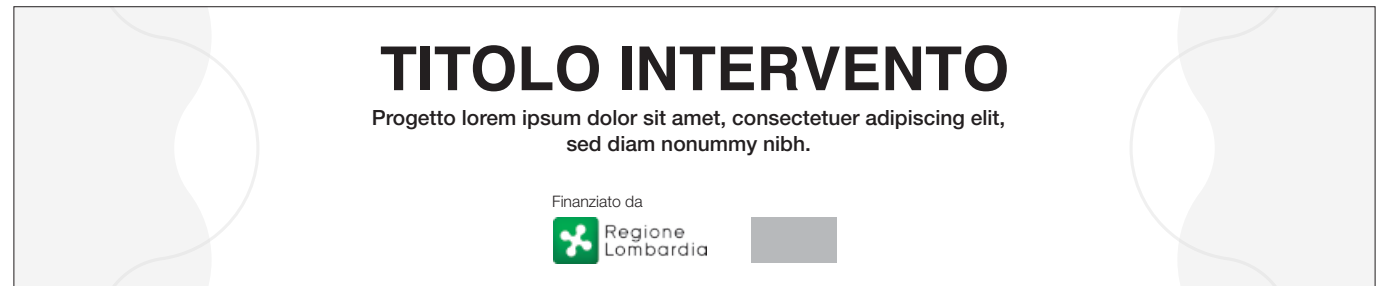 TITOLO INTERVENTO
Progetto lorem ipsum dolor sit amet, consectetuer adipiscing elit,
sed diam nonummy nibh.
Finanziato da
Regione
Lombardia